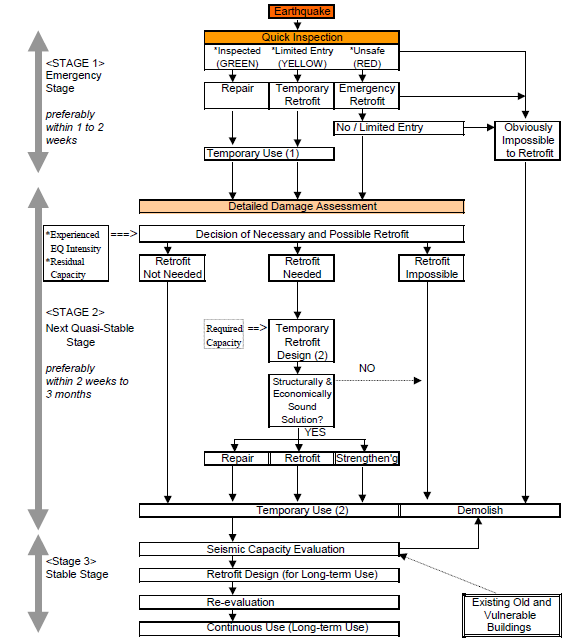 Earthquake
Quick Inspection
*Inspected *Limited Entry *Unsafe
(GREEN) (YELLOW) (RED)
<STAGE 1>
Emergency
Stage
preferably
within 1 to 2
weeks
Repair
Temporary
Retrofit
Emergency
Retrofit
No / Limited Entry
Obviously
Impossible
to Retrofit
Temporary Use (1)
Detailed Damage Assessment
*Experienced
EQ Intensity
*Residual
Capacity
===>
Decision of Necessary and Possible Retrofit
Retrofit
Not Needed
Retrofit
Needed
Retrofit
Impossible
<STAGE 2>
Next Quasi-Stable
Stage
preferably
within 2 weeks to
3 months
Required
Capacity
==>
Temporary
Retrofit
Design (2)
NO
Structurally &
Economically
Sound
Solution?
YES
Repair
Retrofit
Strengthen'g
Temporary Use (2)
Demolish
<Stage 3>
Stable Stage
Seismic Capacity Evaluation
Retrofit Design (for Long-term Use)
Re-evaluation
Continuous Use (Long-term Use)
Existing Old and
Vulnerable
Buildings